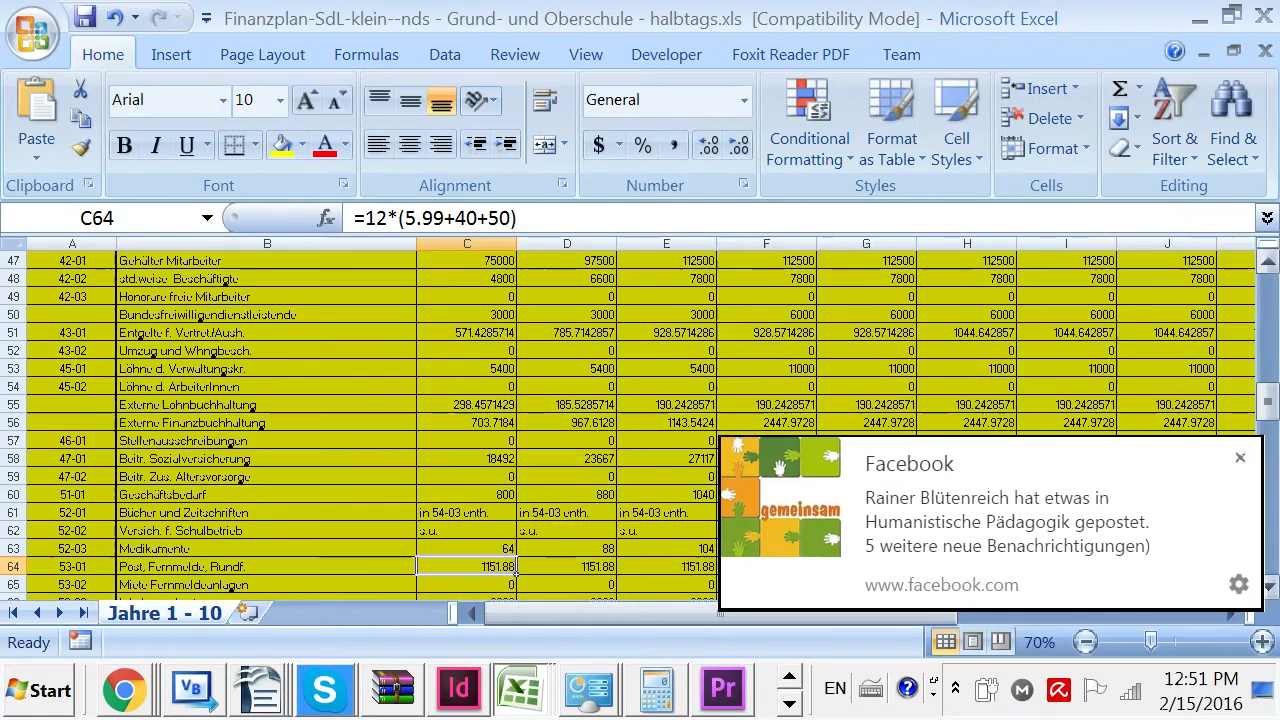 Finanzplan-SdL-klein--nds - Grund- und Oberschule - halbtags.xls [Compatibility Mode] - Microsoft Excel
Home Insert Page Layout Formulas Data Review View Developer Foxit Reader PDF Team
Arial 10 General Insert
Delete
Format
Paste Conditional Formatting Format as Table Cell Styles Sort & Filter Find & Select
B I U A $ %
Clipboard Font Alignment Number Styles Cells Editing
C64 fx =12*(5.99+40+50)
A B C D E F G H I J
47 42-01 Gehälter Mitarbeiter 75000 97500 112500 112500 112500 112500 112500 112500
48 42-02 std.weise Beschäftigte 4800 6600 7800 7800 7800 7800 7800 7800
49 42-03 Honorare freie Mitarbeiter 0 0 0 0 0 0 0 0
50 Bundesfreiwilligendienstleistende 3000 3000 3000 6000 6000 6000 6000 6000
51 43-01 Entgelte f. Vertret./Aush. 571.4285714 785.7142857 928.5714286 928.5714286 928.5714286 1044.642857 1044.642857 1044.642857
52 43-02 Umzug und Whngbesch. 0 0 0 0 0 0 0 0
53 45-01 Löhne d. Verwaltungskr. 5400 5400 5400 11000 11000 11000 11000 11000
54 45-02 Löhne d. ArbeiterInnen 0 0 0 0 0 0 0 0
55 Externe Lohnbuchhaltung 298.4571429 185.5285714 190.2428571 190.2428571 190.2428571 190.2428571 190.2428571 190.2428571
56 Externe Finanzbuchhaltung 703.7184 967.6128 1143.5424 2447.9728 2447.9728 2447.9728 2447.9728 2447.9728
57 46-01 Stellenausschreibungen 0 0 0
58 47-01 Beitr. Sozialversicherung 18492 23667 27117
59 47-02 Beitr. Zus. Altersvorsorge 0 0 0
60 51-01 Geschäftsbedarf 800 880 1040
61 52-01 Bücher und Zeitschriften in 54-03 enth. in 54-03 enth. in 54-03 enth.
62 52-02 Versich. f. Schulbetrieb s.u. s.u. s.u.
63 52-03 Medikamente 64 88 104
64 53-01 Post, Fernmelde, Rundf. 1151.88 1151.88 1151.88
65 53-02 Miete Fernmeldeanlagen 0 0 0
Facebook
Rainer Blütenreich hat etwas in
Humanistische Pädagogik gepostet.
5 weitere neue Benachrichtigungen)
www.facebook.com
gemeinsam
Jahre 1 - 10
Ready 70%
Start VB S Id Pr EN M 12:51 PM
2/15/2016